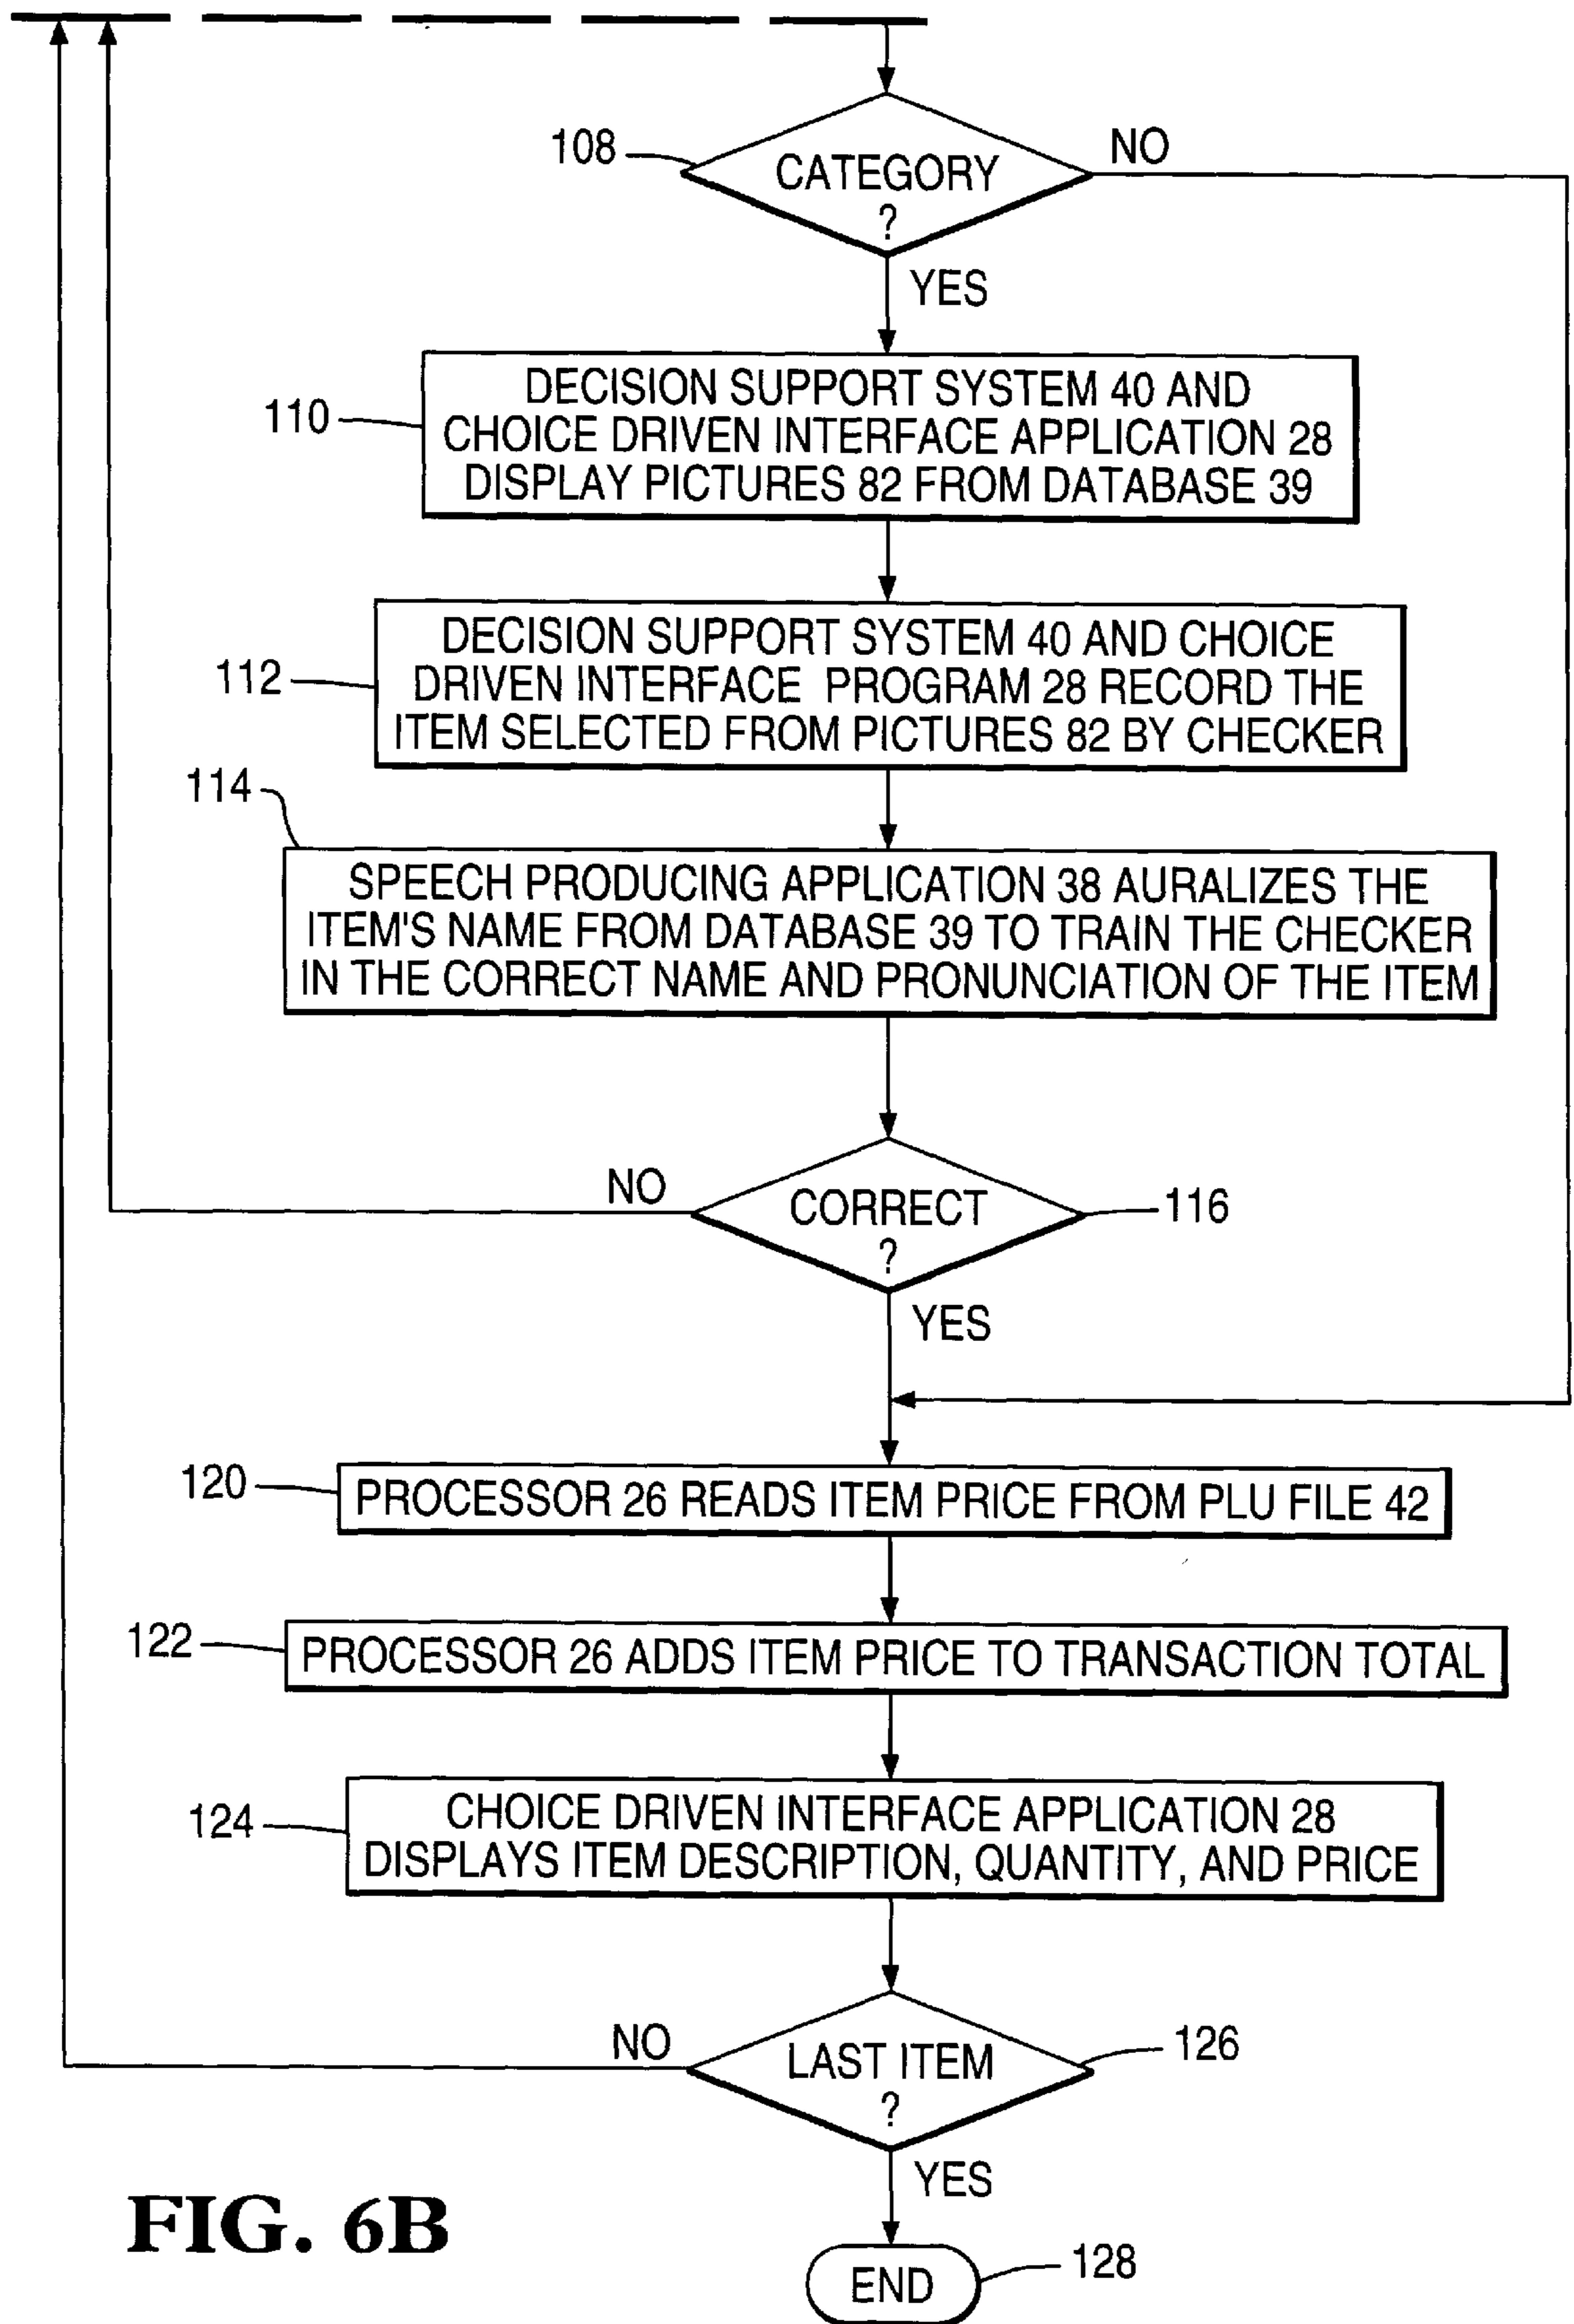 108
CATEGORY
?
NO
YES
110
DECISION SUPPORT SYSTEM 40 AND
CHOICE DRIVEN INTERFACE APPLICATION 28
DISPLAY PICTURES 82 FROM DATABASE 39
112
DECISION SUPPORT SYSTEM 40 AND CHOICE
DRIVEN INTERFACE PROGRAM 28 RECORD THE
ITEM SELECTED FROM PICTURES 82 BY CHECKER
114
SPEECH PRODUCING APPLICATION 38 AURALIZES THE
ITEM'S NAME FROM DATABASE 39 TO TRAIN THE CHECKER
IN THE CORRECT NAME AND PRONUNCIATION OF THE ITEM
NO
CORRECT
?
116
YES
120
PROCESSOR 26 READS ITEM PRICE FROM PLU FILE 42
122
PROCESSOR 26 ADDS ITEM PRICE TO TRANSACTION TOTAL
124
CHOICE DRIVEN INTERFACE APPLICATION 28
DISPLAYS ITEM DESCRIPTION, QUANTITY, AND PRICE
NO
LAST ITEM
?
126
YES
FIG. 6B
END
128